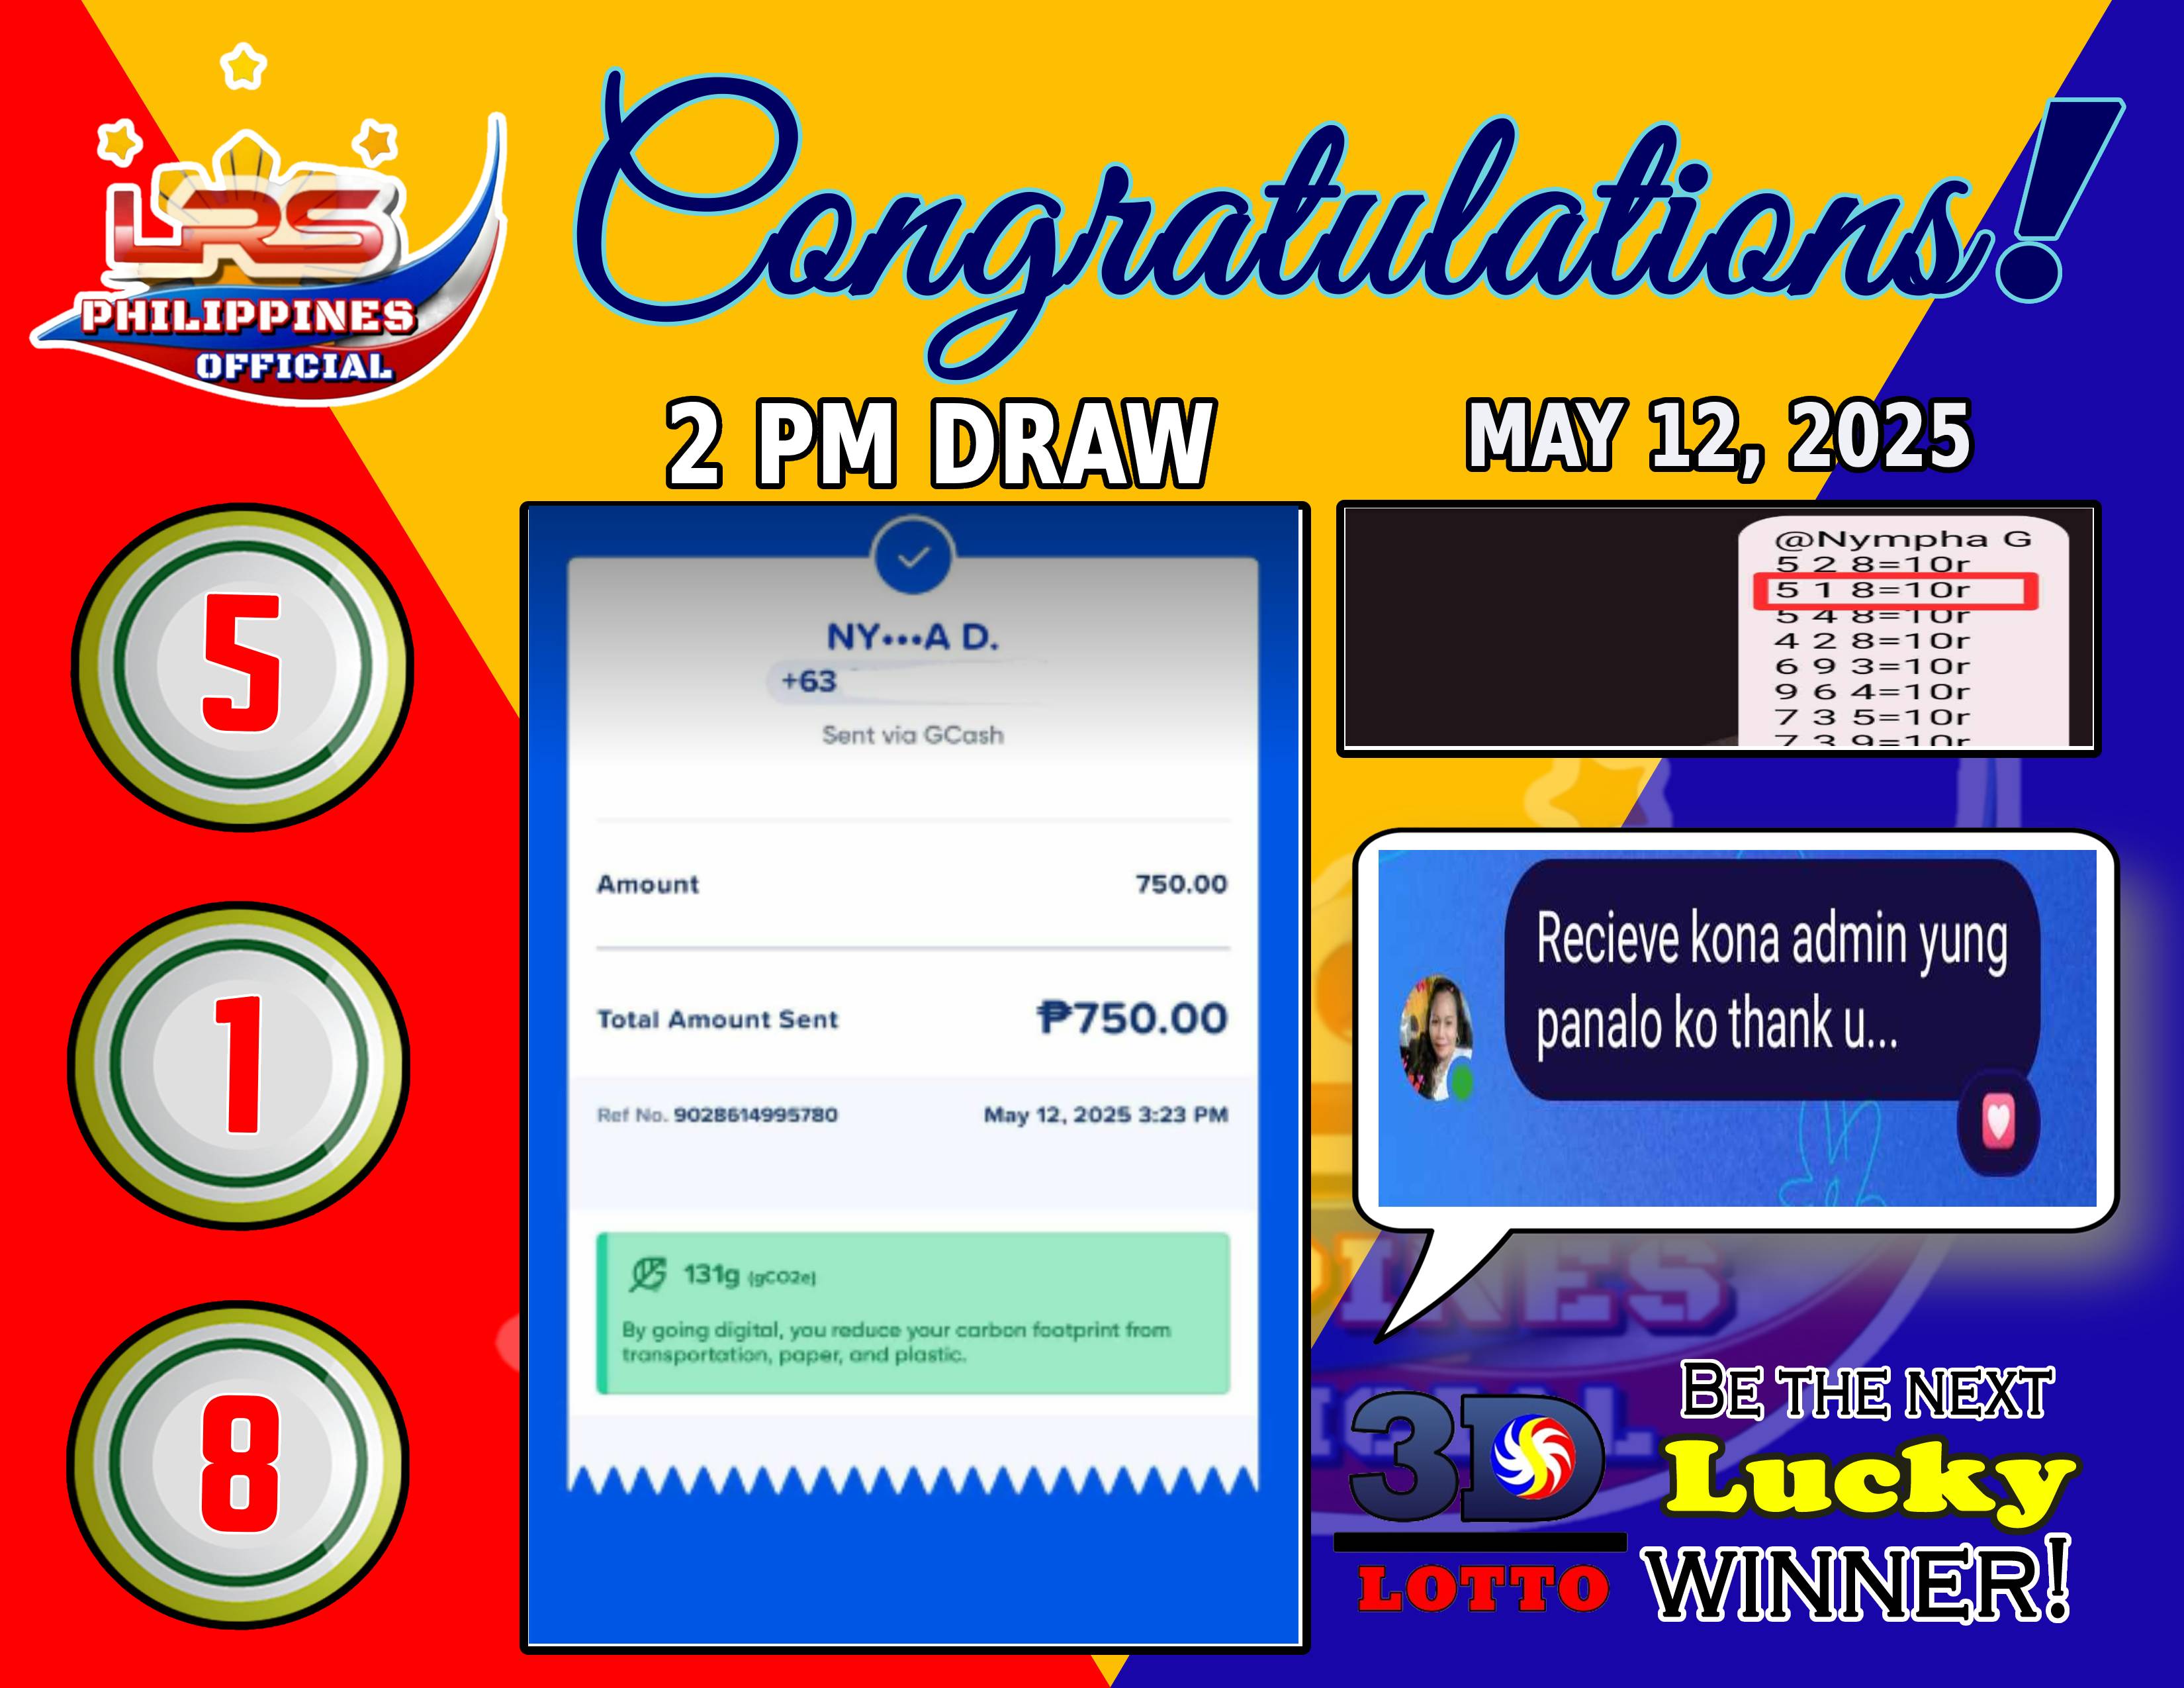 LRS
PHILIPPINES
OFFICIAL
Congratulations!
2 PM DRAW
MAY 12, 2025
5
1
8
NY•••A D.
+63
Sent via GCash
Amount 750.00
Total Amount Sent ₱750.00
Ref No. 9028614995780 May 12, 2025 3:23 PM
131g (gCO2e)
By going digital, you reduce your carbon footprint from
transportation, paper, and plastic.
@Nympha G
5 2 8=10r
5 1 8=10r
5 4 8=10r
4 2 8=10r
6 9 3=10r
9 6 4=10r
7 3 5=10r
7 3 9=10r
Recieve kona admin yung
panalo ko thank u...
3D
LOTTO
BE THE NEXT
Lucky
WINNER!